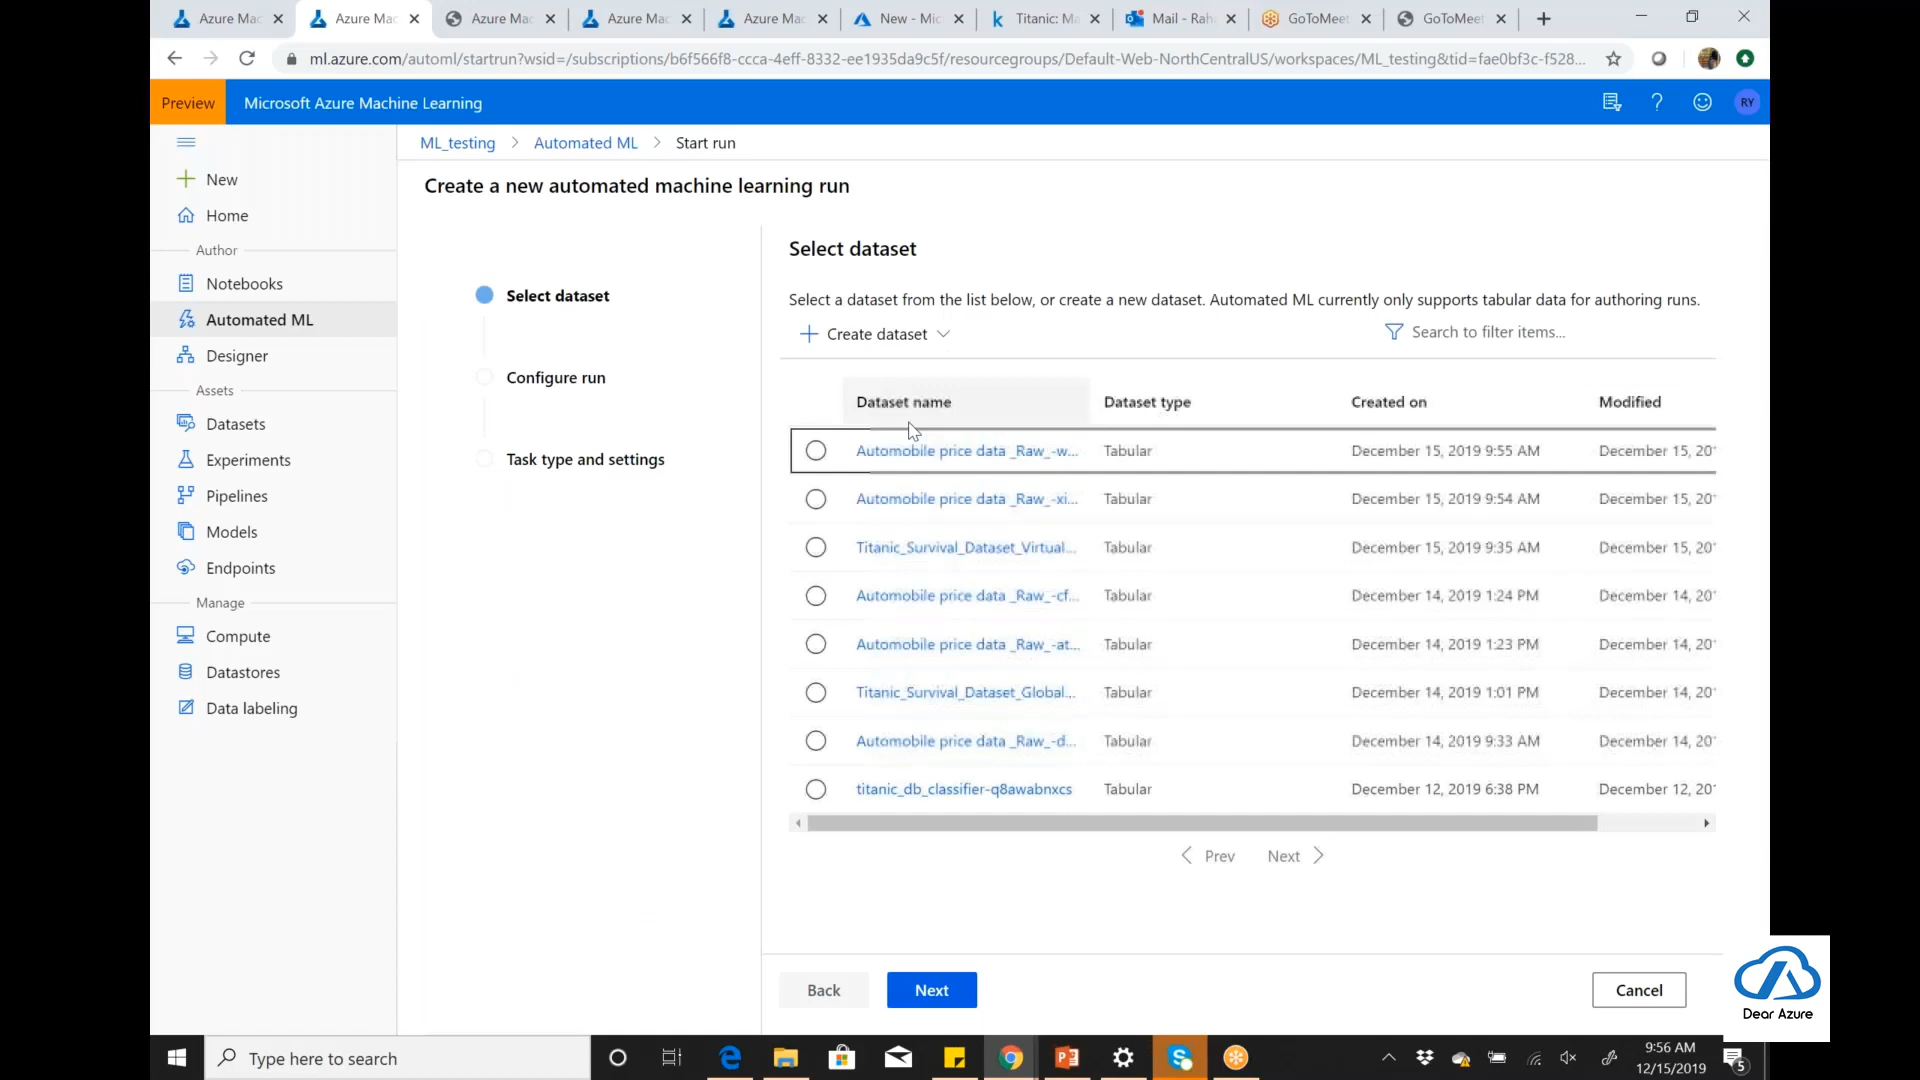 Azure Mac
Azure Mac
Azure Mac
Azure Mac
Azure Mac
New - Mic
Titanic: Ma
Mail - Rah
GoToMeet
GoToMeet
ml.azure.com/automl/startrun?wsid=/subscriptions/b6f566f8-ccca-4eff-8332-ee1935da9c5f/resourcegroups/Default-Web-NorthCentralUS/workspaces/ML_testing&tid=fae0bf3c-f528...
Preview
Microsoft Azure Machine Learning
RY
ML_testing > Automated ML > Start run
New
Home
Author
Notebooks
Automated ML
Designer
Assets
Datasets
Experiments
Pipelines
Models
Endpoints
Manage
Compute
Datastores
Data labeling
Create a new automated machine learning run
Select dataset
Configure run
Task type and settings
Select dataset
Select a dataset from the list below, or create a new dataset. Automated ML currently only supports tabular data for authoring runs.
Create dataset
Search to filter items...
Dataset name Dataset type Created on Modified
Automobile price data _Raw_-w... Tabular December 15, 2019 9:55 AM December 15, 20
Automobile price data _Raw_-xi... Tabular December 15, 2019 9:54 AM December 15, 20
Titanic_Survival_Dataset_Virtual... Tabular December 15, 2019 9:35 AM December 15, 20
Automobile price data _Raw_-cf... Tabular December 14, 2019 1:24 PM December 14, 20
Automobile price data _Raw_-at... Tabular December 14, 2019 1:23 PM December 14, 20
Titanic_Survival_Dataset_Global... Tabular December 14, 2019 1:01 PM December 14, 20
Automobile price data _Raw_-d... Tabular December 14, 2019 9:33 AM December 14, 20
titanic_db_classifier-q8awabnxcs Tabular December 12, 2019 6:38 PM December 12, 20
Prev Next
Back Next Cancel
Dear Azure
Type here to search
9:56 AM
12/15/2019
5